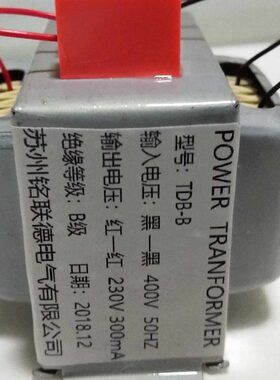 POWER TRANFORMER
型号：TDB-B
输入电压：黑一黑 400V 50HZ
输出电压：红一红 230V 300mA
绝缘等级：B级 日期：2018.12
苏州铭联德电气有限公司